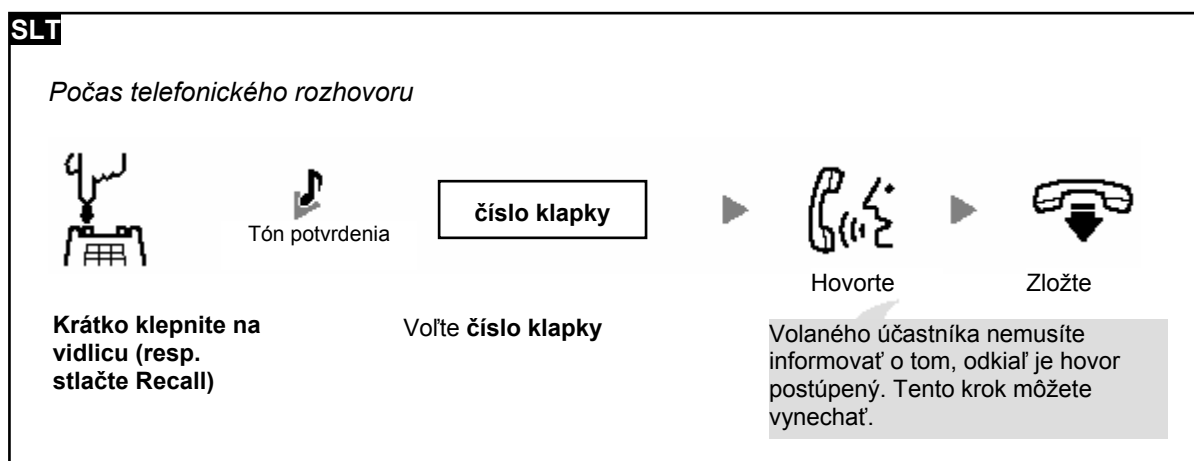 SLT
Počas telefonického rozhovoru
Tón potvrdenia
číslo klapky
Hovorte
Zložte
Krátko klepnite na
vidlicu (resp.
stlačte Recall)
Voľte číslo klapky
Volaného účastníka nemusíte
informovať o tom, odkiaľ je hovor
postúpený. Tento krok môžete
vynechať.